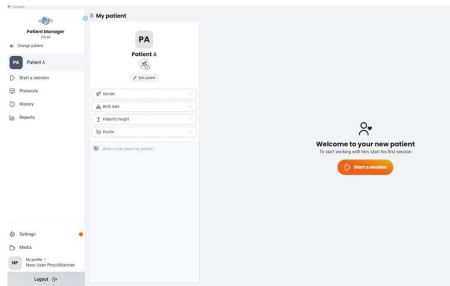 Patient Manager
Change patient
PA Patient A
Start a session
Protocols
History
Reports
Settings
Media
NP My profile
New User Practitionner
Logout
My patient
PA
Patient A
Edit patient
Gender
Birth date
Patient's height
Doctor
Write a note about my patient...
Welcome to your new patient
To start working with him, start his first session
Start a session